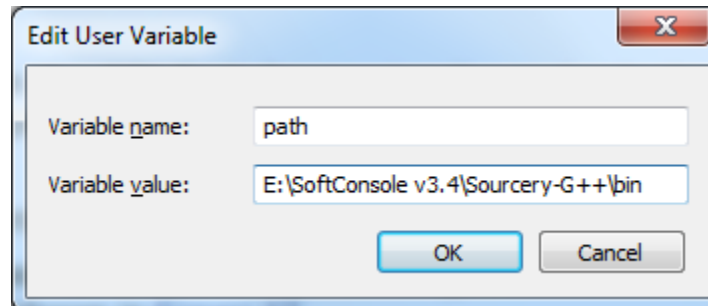 Edit User Variable
Variable name: path
Variable value: E:\SoftConsole v3.4\Sourcery-G++\bin
OK Cancel